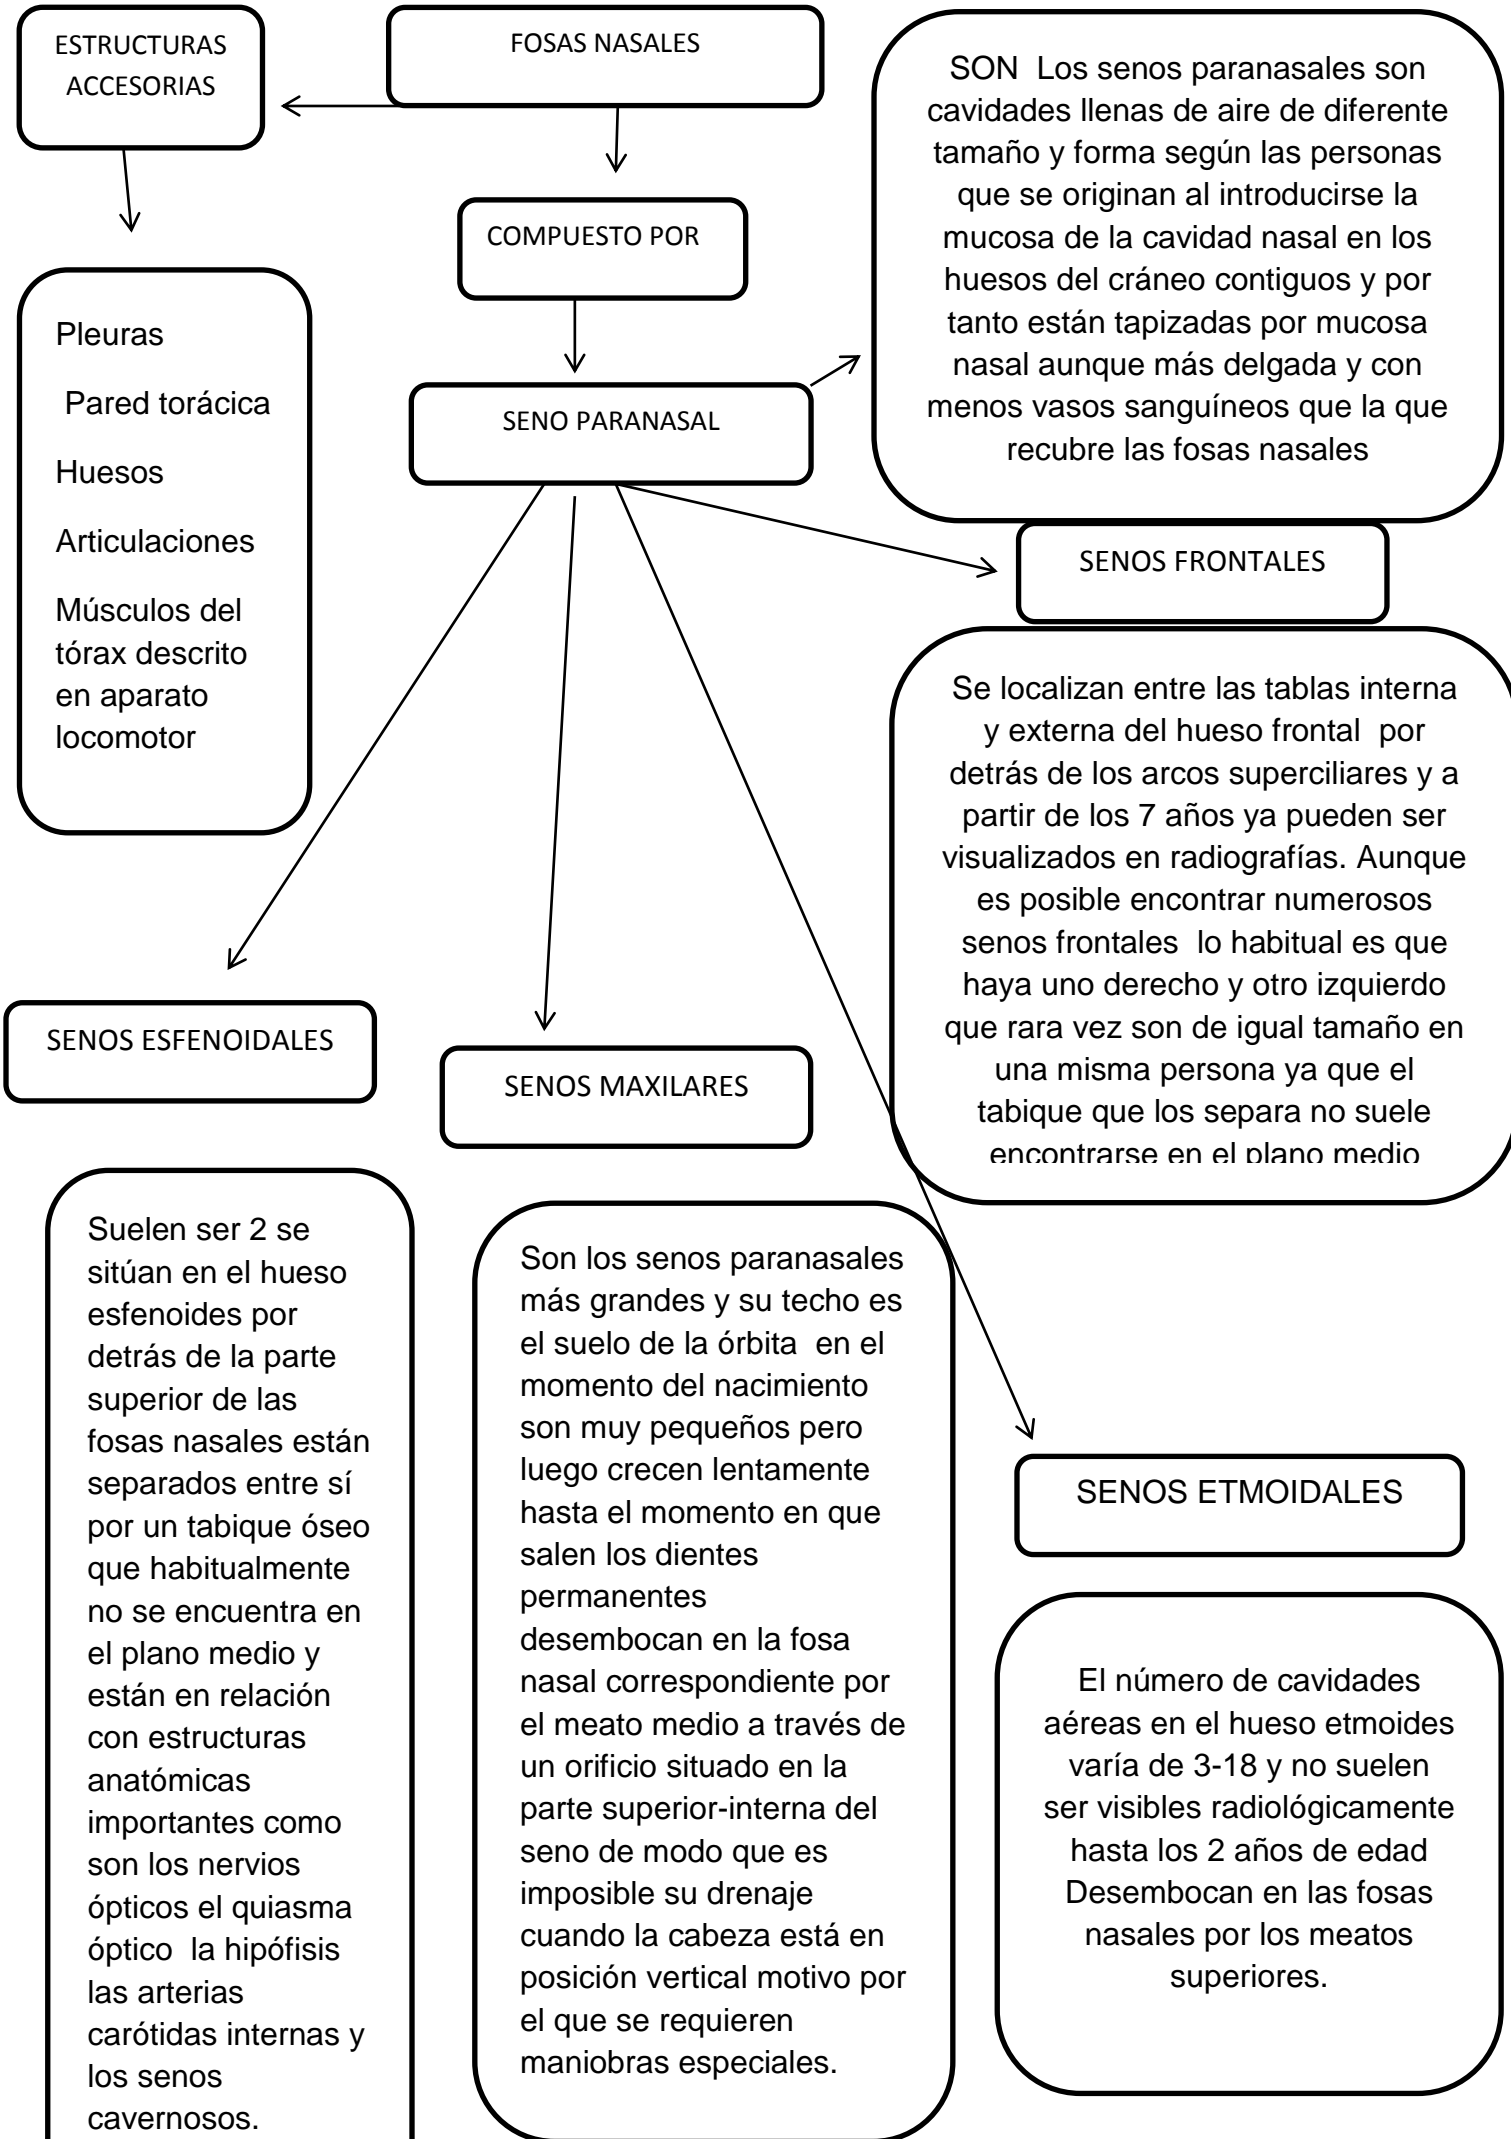 ESTRUCTURAS
ACCESORIAS
FOSAS NASALES
SON  Los senos paranasales son
cavidades llenas de aire de diferente
tamaño y forma según las personas
que se originan al introducirse la
mucosa de la cavidad nasal en los
huesos del cráneo contiguos y por
tanto están tapizadas por mucosa
nasal aunque más delgada y con
menos vasos sanguíneos que la que
recubre las fosas nasales
COMPUESTO POR
Pleuras
Pared torácica
Huesos
Articulaciones
Músculos del
tórax descrito
en aparato
locomotor
SENO PARANASAL
SENOS FRONTALES
Se localizan entre las tablas interna
y externa del hueso frontal  por
detrás de los arcos superciliares y a
partir de los 7 años ya pueden ser
visualizados en radiografías. Aunque
es posible encontrar numerosos
senos frontales  lo habitual es que
haya uno derecho y otro izquierdo
que rara vez son de igual tamaño en
una misma persona ya que el
tabique que los separa no suele
encontrarse en el plano medio
SENOS ESFENOIDALES
SENOS MAXILARES
Suelen ser 2 se
sitúan en el hueso
esfenoides por
detrás de la parte
superior de las
fosas nasales están
separados entre sí
por un tabique óseo
que habitualmente
no se encuentra en
el plano medio y
están en relación
con estructuras
anatómicas
importantes como
son los nervios
ópticos el quiasma
óptico  la hipófisis
las arterias
carótidas internas y
los senos
cavernosos.
Son los senos paranasales
más grandes y su techo es
el suelo de la órbita  en el
momento del nacimiento
son muy pequeños pero
luego crecen lentamente
hasta el momento en que
salen los dientes
permanentes
desembocan en la fosa
nasal correspondiente por
el meato medio a través de
un orificio situado en la
parte superior-interna del
seno de modo que es
imposible su drenaje
cuando la cabeza está en
posición vertical motivo por
el que se requieren
maniobras especiales.
SENOS ETMOIDALES
El número de cavidades
aéreas en el hueso etmoides
varía de 3-18 y no suelen
ser visibles radiológicamente
hasta los 2 años de edad
Desembocan en las fosas
nasales por los meatos
superiores.